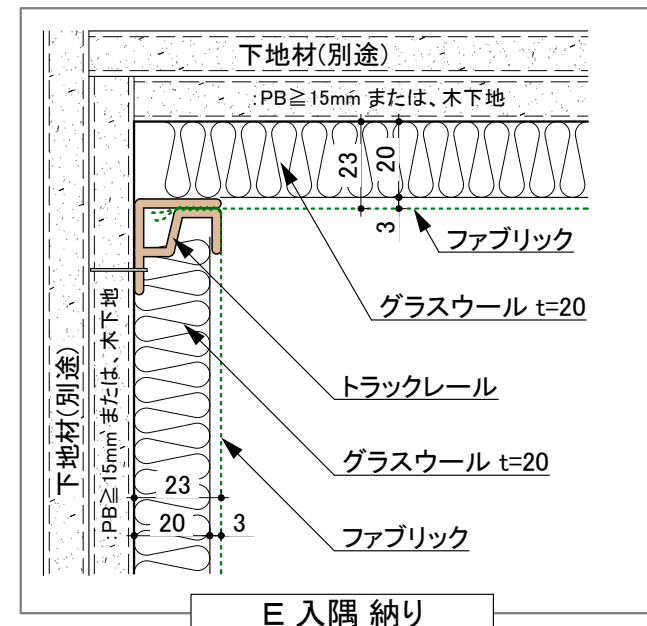 下地材(別途)
:PB≧15mm または、木下地
23
20
3
ファブリック
グラスウール t=20
トラックレール
グラスウール t=20
ファブリック
下地材(別途)
:PB≧15mm または、木下地
23
20
3
E 入隅 納り